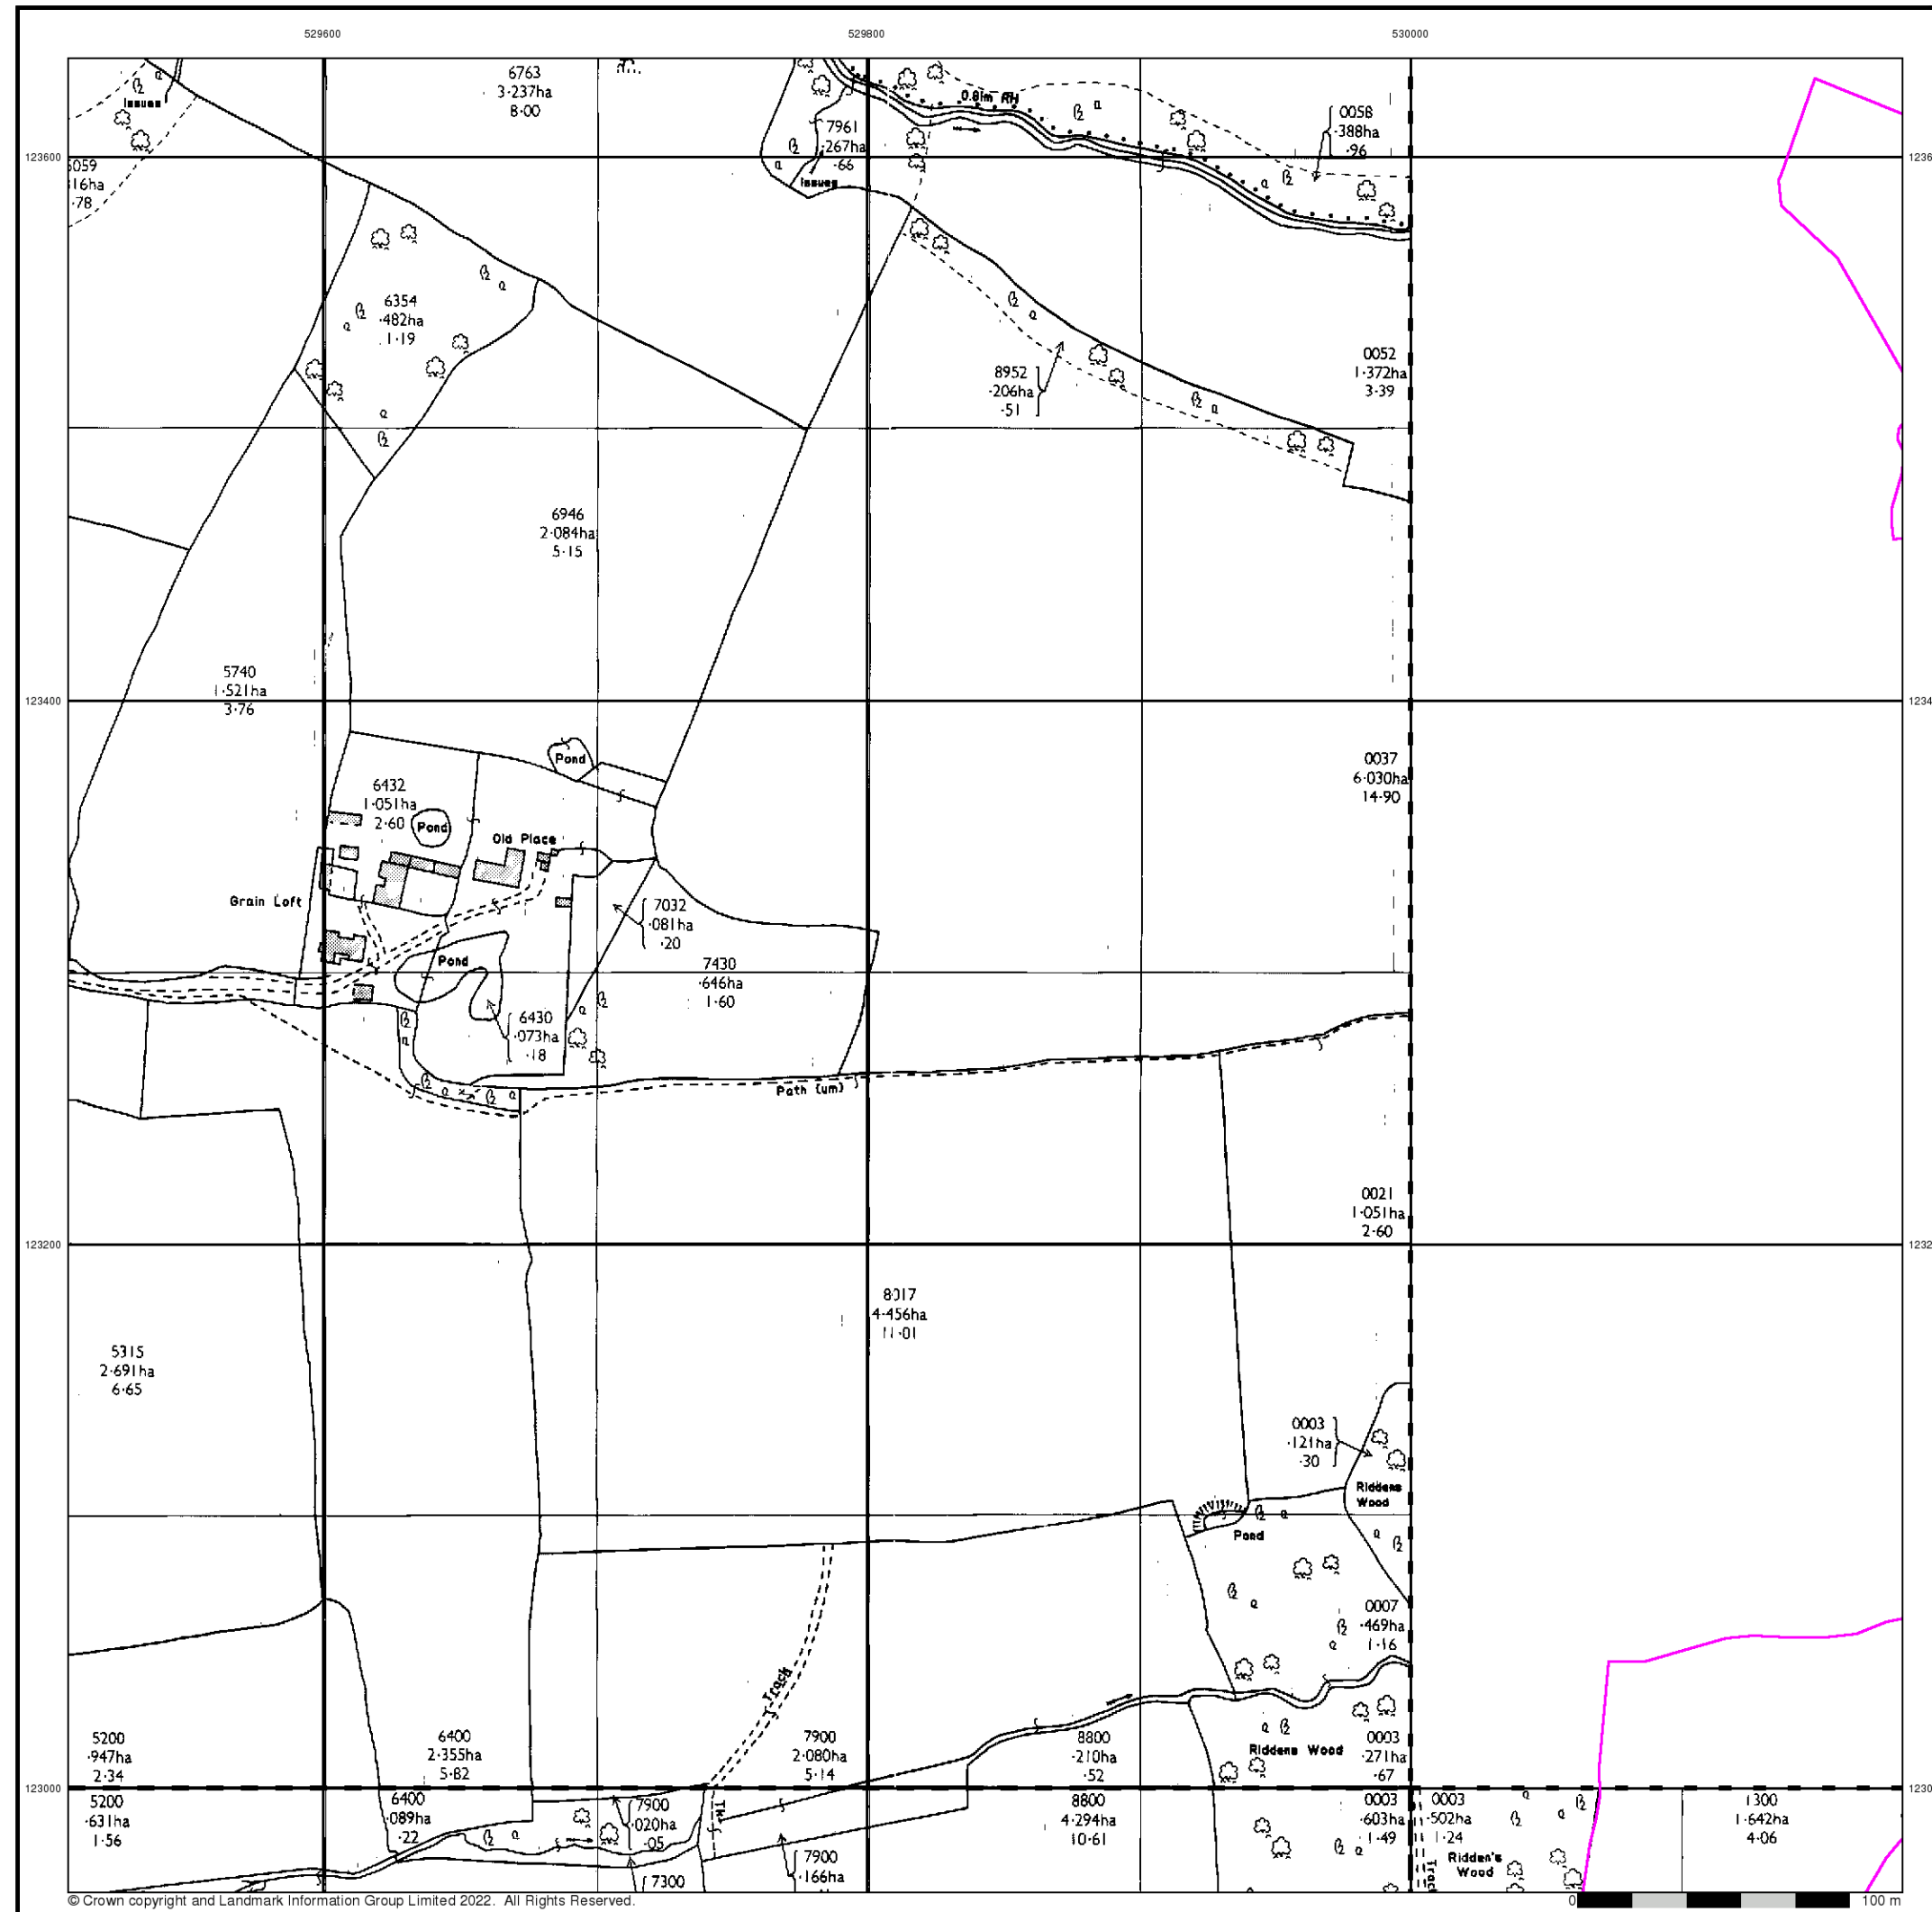 529600
529800
530000
6763
3·237ha
8·00
Issues
0.81m RH
0058
·388ha
·96
7961
·267ha
·66
Issues
123600
1236
·78
6354
·482ha
1·19
0052
1·372ha
3·39
8952
·206ha
·51
6946
2·084ha
5·15
5740
1·521ha
3·76
123400
1234
Pond
0037
6·030ha
14·90
6432
1·051ha
2·60
Pond
Old Place
Grain Loft
7032
·081ha
·20
Pond
7430
·646ha
1·60
6430
·073ha
·18
Path (um)
0021
1·051ha
2·60
123200
1232
8017
4·456ha
11·01
5315
2·691ha
6·65
0003
·121ha
·30
Riddens
Wood
Pond
0007
·469ha
1·16
Track
5200
·947ha
2·34
6400
2·355ha
5·82
7900
2·080ha
5·14
8800
·210ha
·52
Riddens Wood
0003
·271ha
·67
123000
1230
5200
·631ha
1·56
6400
·089ha
·22
7900
·020ha
·05
Tk
8800
4·294ha
10·61
0003
·603ha
1·49
0003
·502ha
1·24
1300
1·642ha
4·06
7900
·166ha
7300
Ridden's
Wood
Track
© Crown copyright and Landmark Information Group Limited 2022. All Rights Reserved.
0
100 m